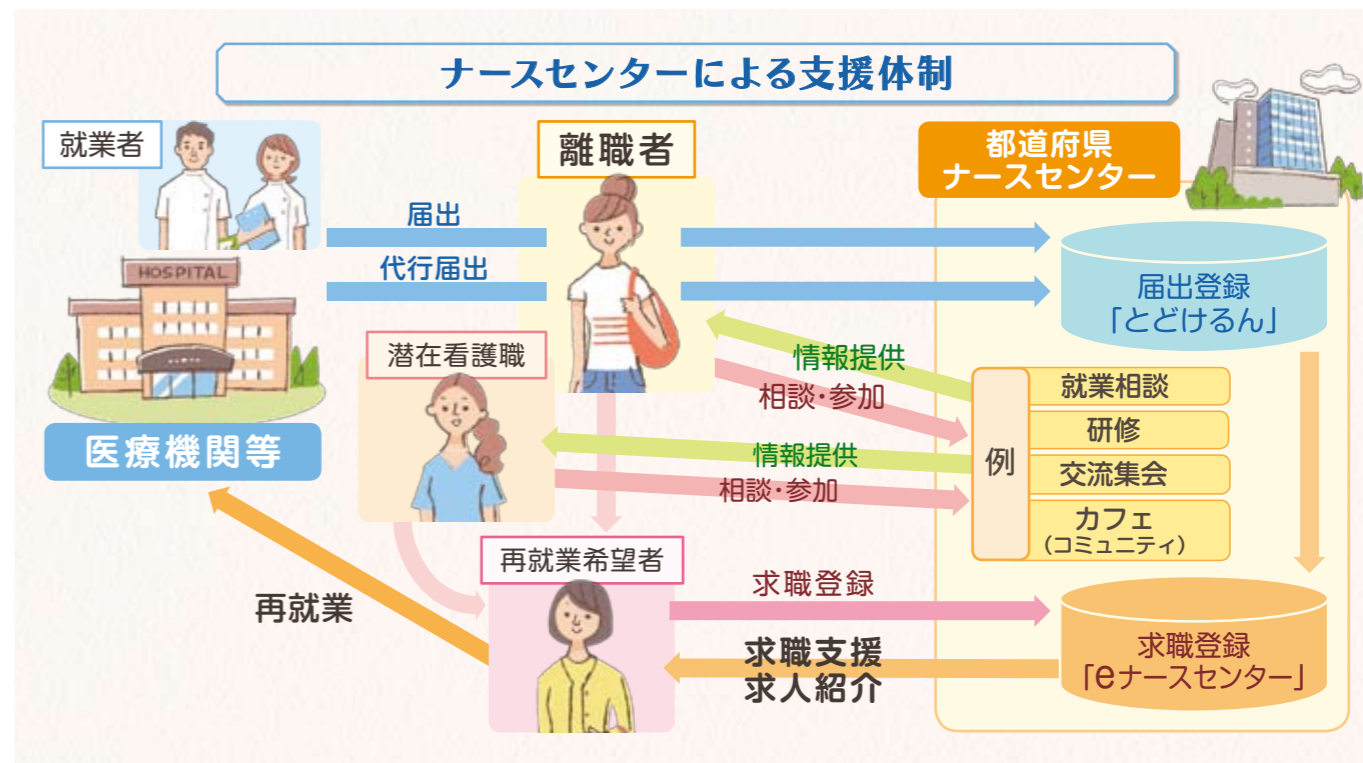 ナースセンターによる支援体制
就業者
離職者
都道府県
ナースセンター
届出
代行届出
HOSPITAL
医療機関等
潜在看護職
届出登録
「とどけるん」
情報提供
相談・参加
情報提供
相談・参加
例
就業相談
研修
交流集会
カフェ
(コミュニティ)
再就業希望者
再就業
求職登録
求職支援
求人紹介
求職登録
「eナースセンター」